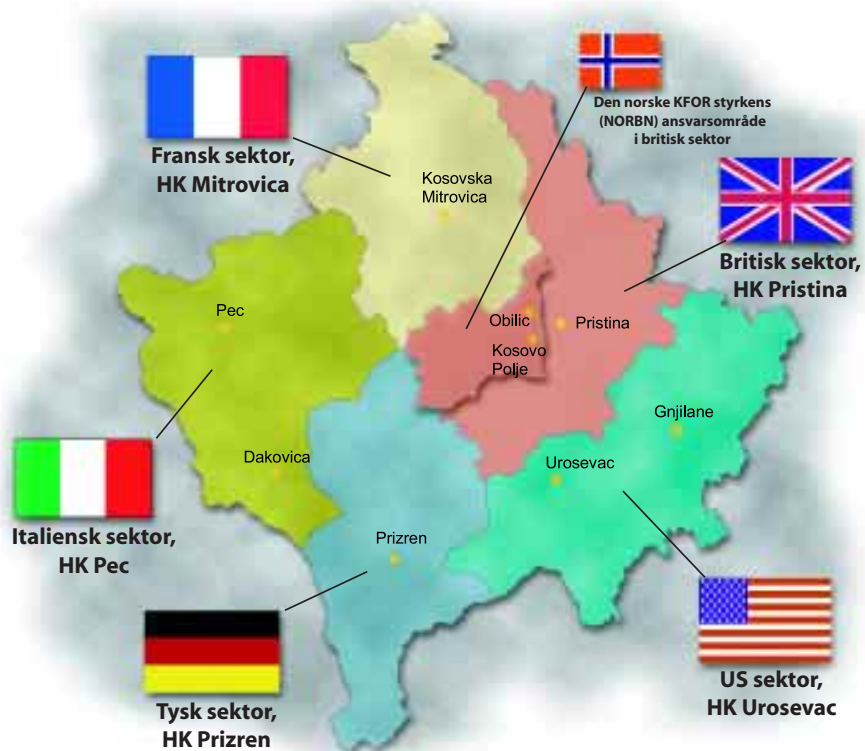 Fransk sektor,
HK Mitrovica
Den norske KFOR styrkens
(NORBN) ansvarsområde
i britisk sektor
Kosovska
Mitrovica
Britisk sektor,
HK Pristina
Pec
Obilic
Pristina
Kosovo
Polje
Gnjilane
Dakovica
Urosevac
Italiensk sektor,
HK Pec
Prizren
Tysk sektor,
HK Prizren
US sektor,
HK Urosevac